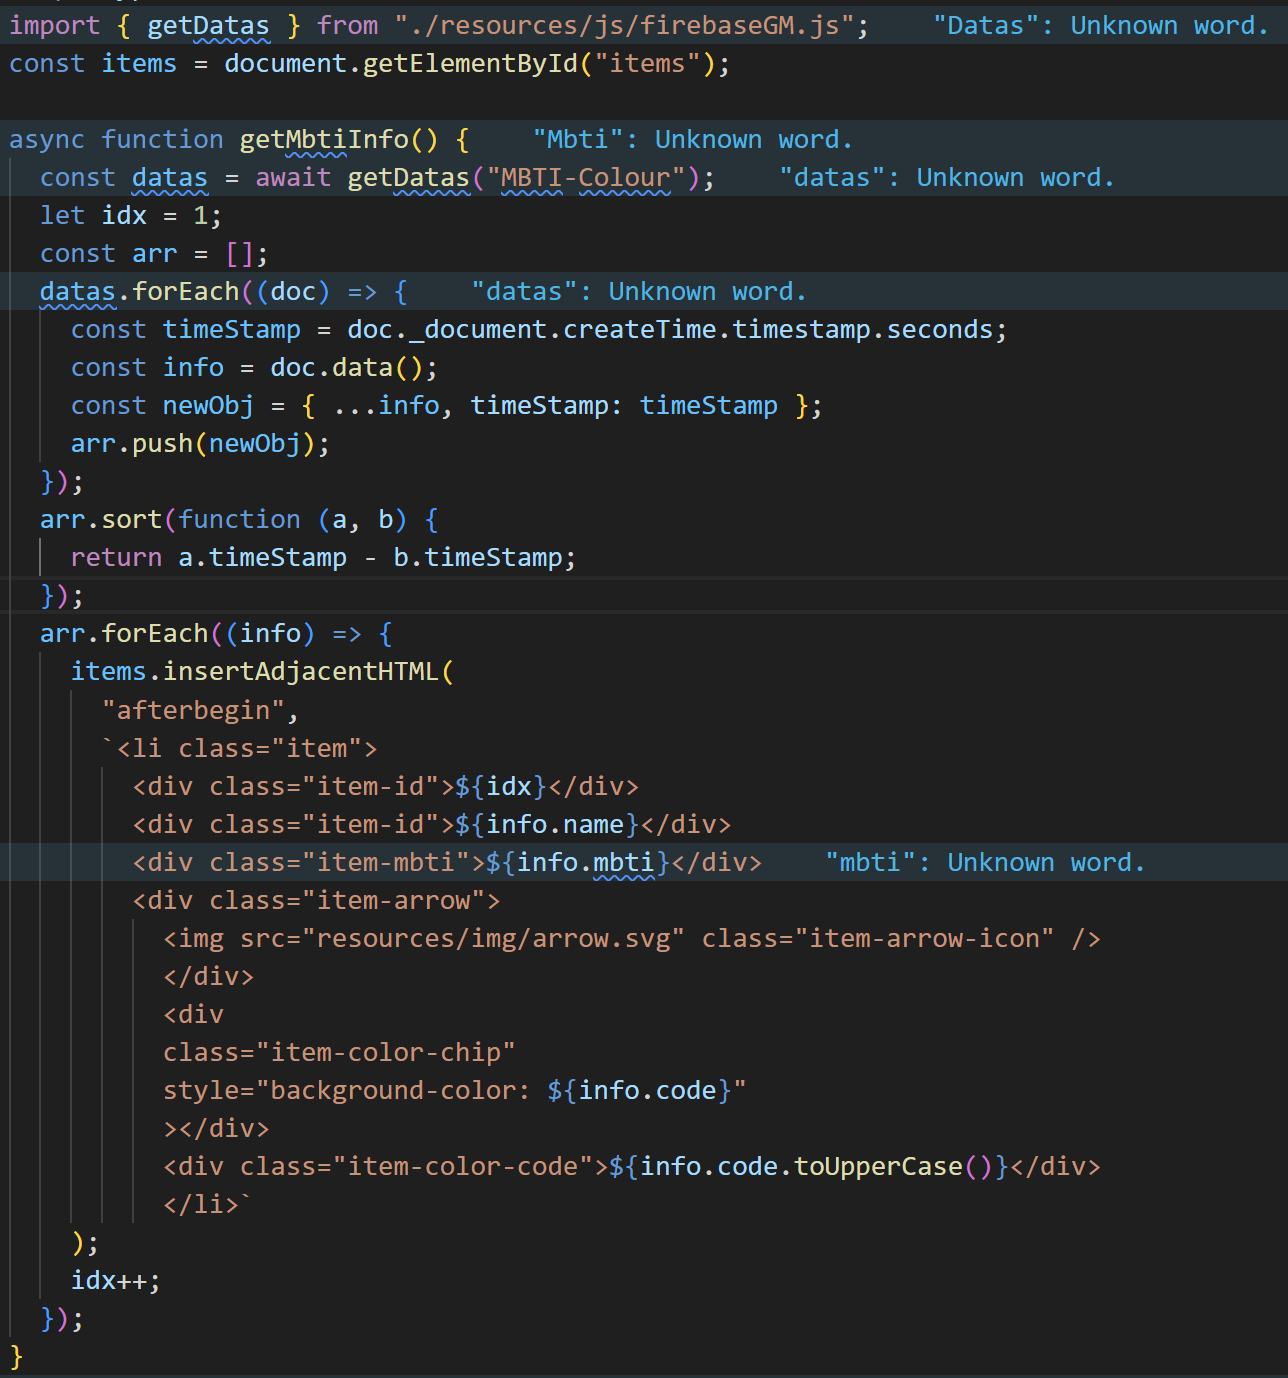 import { getDatas } from "./resources/js/firebaseGM.js";    "Datas": Unknown word.
const items = document.getElementById("items");

async function getMbtiInfo() {    "Mbti": Unknown word.
  const datas = await getDatas("MBTI-Colour");    "datas": Unknown word.
  let idx = 1;
  const arr = [];
  datas.forEach((doc) => {    "datas": Unknown word.
    const timeStamp = doc._document.createTime.timestamp.seconds;
    const info = doc.data();
    const newObj = { ...info, timeStamp: timeStamp };
    arr.push(newObj);
  });
  arr.sort(function (a, b) {
    return a.timeStamp - b.timeStamp;
  });
  arr.forEach((info) => {
    items.insertAdjacentHTML(
      "afterbegin",
      `<li class="item">
        <div class="item-id">${idx}</div>
        <div class="item-id">${info.name}</div>
        <div class="item-mbti">${info.mbti}</div>    "mbti": Unknown word.
        <div class="item-arrow">
          <img src="resources/img/arrow.svg" class="item-arrow-icon" />
          </div>
          <div
          class="item-color-chip"
          style="background-color: ${info.code}"
          ></div>
          <div class="item-color-code">${info.code.toUpperCase()}</div>
          </li>`
    );
    idx++;
  });
}